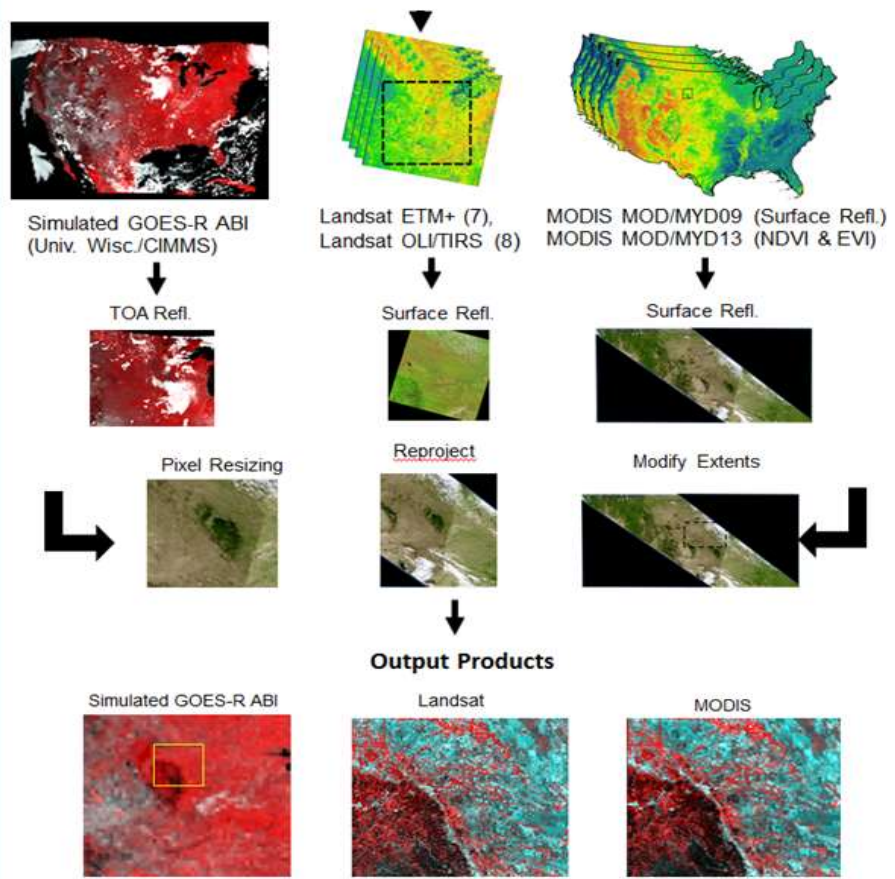 Simulated GOES-R ABI
(Univ. Wisc./CIMMS)
Landsat ETM+ (7),
Landsat OLI/TIRS (8)
MODIS MOD/MYD09 (Surface Refl.)
MODIS MOD/MYD13 (NDVI & EVI)
TOA Refl.
Surface Refl.
Surface Refl.
Pixel Resizing
Reproject
Modify Extents
Output Products
Simulated GOES-R ABI
Landsat
MODIS